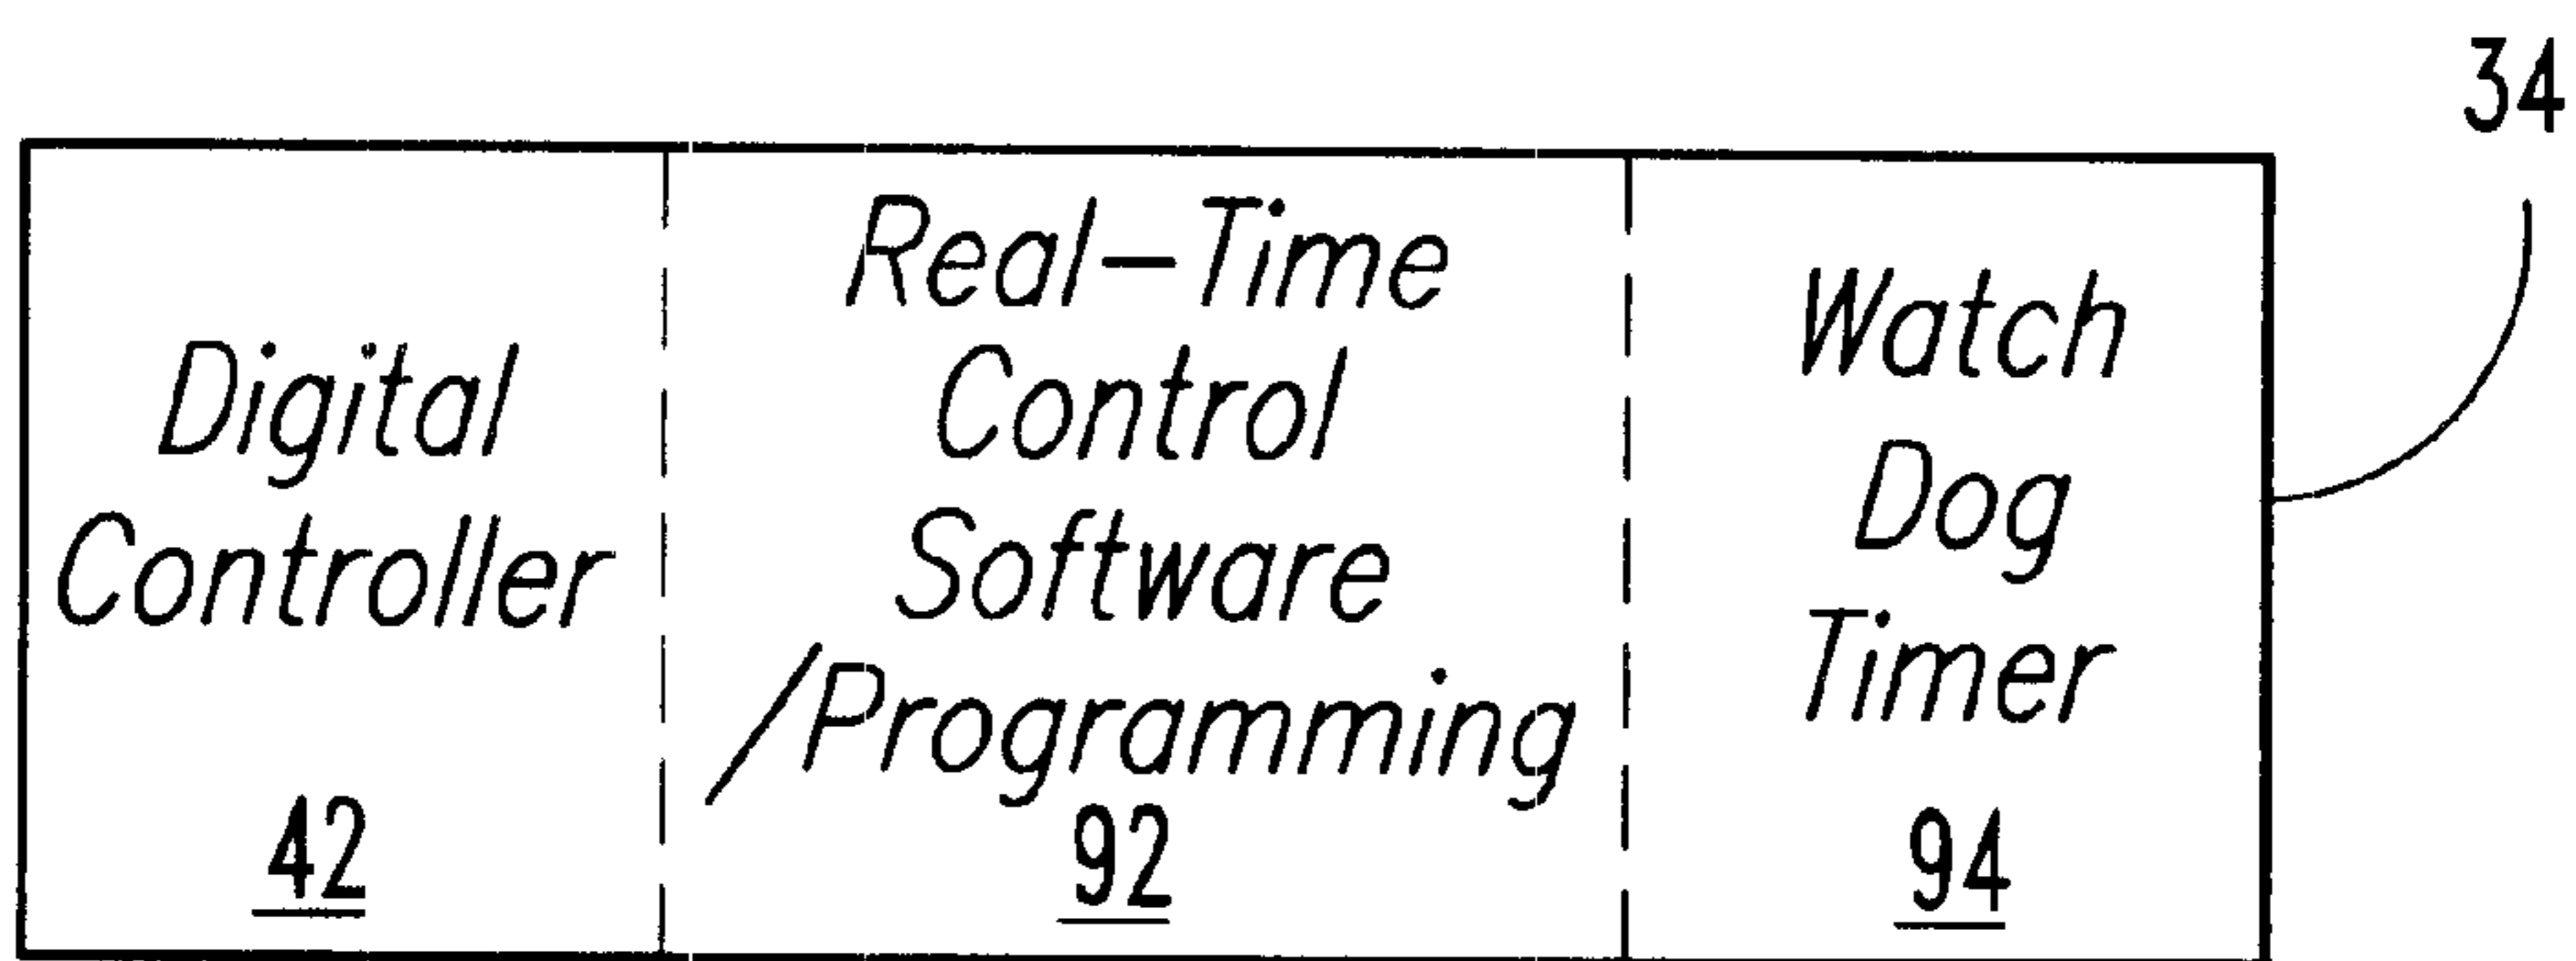 34
Digital
Controller
42
Real-Time
Control
Software
/Programming
92
Watch
Dog
Timer
94